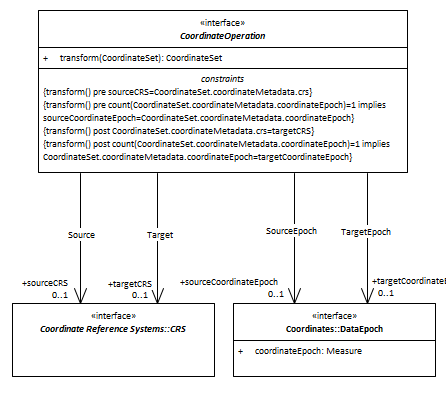 «interface»
CoordinateOperation
+ transform(CoordinateSet): CoordinateSet
constraints
{transform() pre sourceCRS=CoordinateSet.coordinateMetadata.crs}
{transform() pre count(CoordinateSet.coordinateMetadata.coordinateEpoch)=1 implies
sourceCoordinateEpoch=CoordinateSet.coordinateMetadata.coordinateEpoch}
{transform() post CoordinateSet.coordinateMetadata.crs=targetCRS}
{transform() post count(CoordinateSet.coordinateMetadata.coordinateEpoch)=1 implies
CoordinateSet.coordinateMetadata.coordinateEpoch=targetCoordinateEpoch}
Source
Target
SourceEpoch
TargetEpoch
+sourceCRS
0..1
+targetCRS
0..1
+sourceCoordinateEpoch
0..1
+targetCoordinateE
0..1
«interface»
Coordinate Reference Systems::CRS
«interface»
Coordinates::DataEpoch
+ coordinateEpoch: Measure